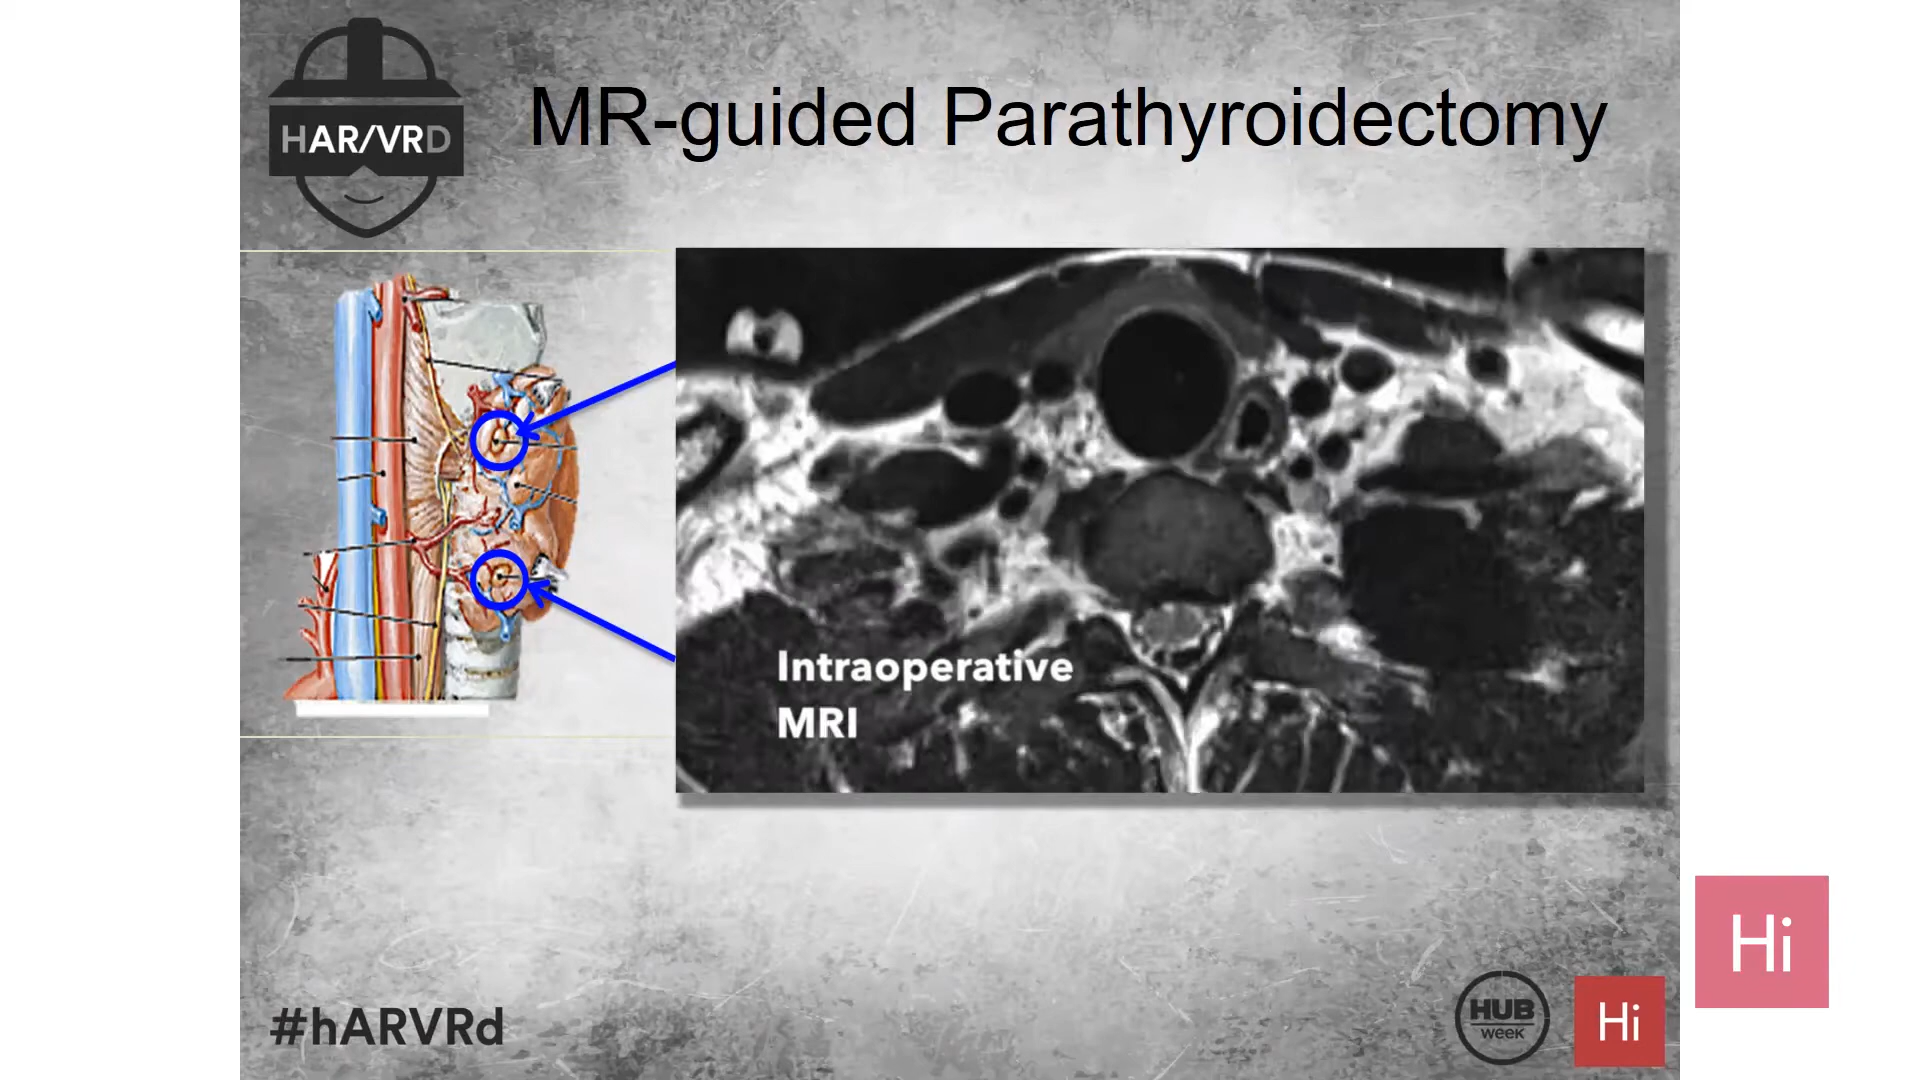 HAR/VRD
MR-guided Parathyroidectomy
Intraoperative
MRI
#hARVRd
HUB
week
Hi
Hi